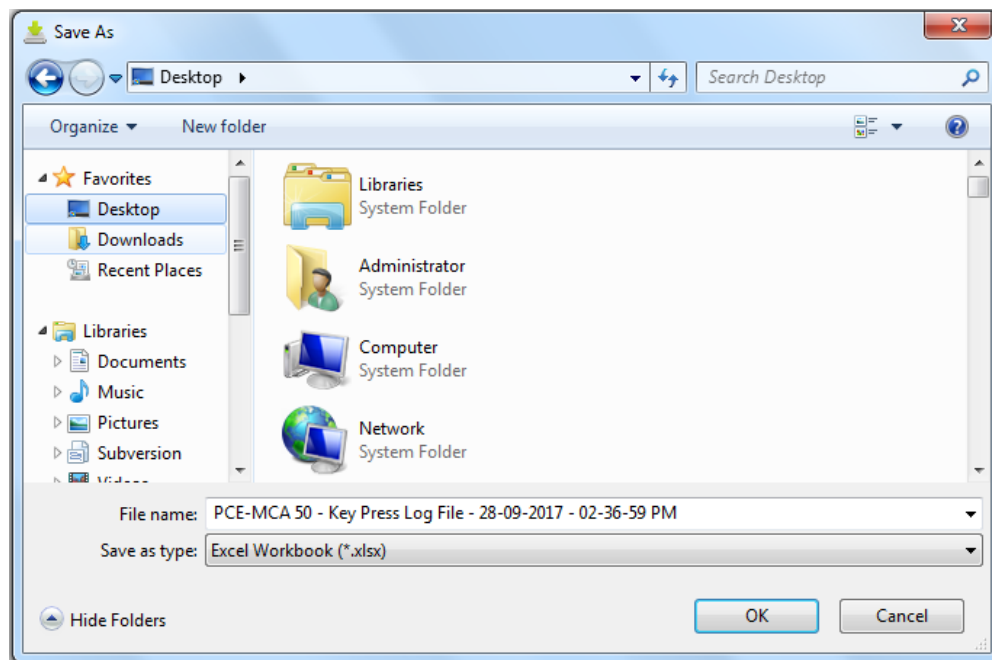 Save As
Desktop
Search Desktop
Organize
New folder
Favorites
Desktop
Downloads
Recent Places
Libraries
Documents
Music
Pictures
Subversion
Videos
Libraries
System Folder
Administrator
System Folder
Computer
System Folder
Network
System Folder
File name: PCE-MCA 50 - Key Press Log File - 28-09-2017 - 02-36-59 PM
Save as type: Excel Workbook (*.xlsx)
Hide Folders
OK
Cancel